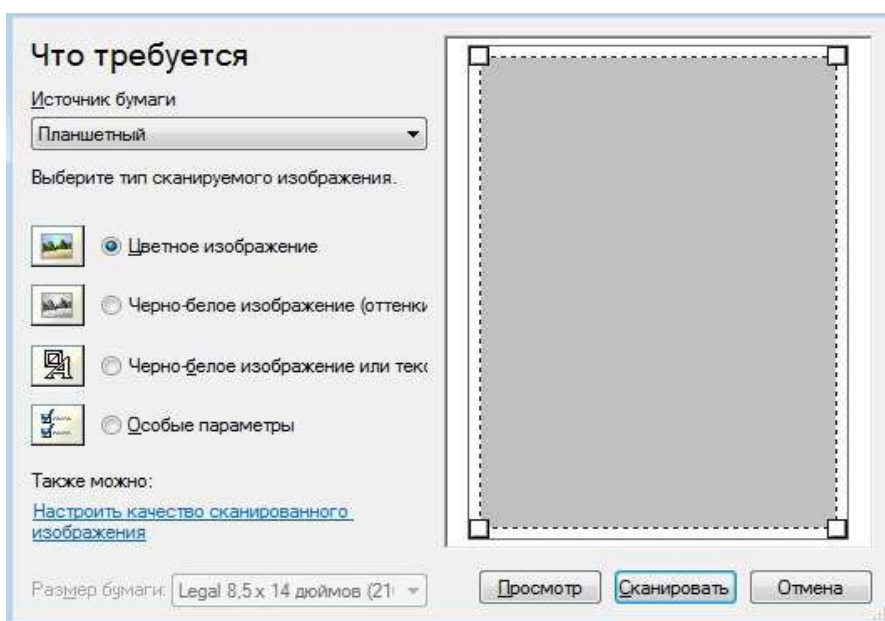 Что требуется
Источник бумаги
Планшетный
Выберите тип сканируемого изображения.
Цветное изображение
Черно-белое изображение (оттенки
Черно-белое изображение или текс
Особые параметры
Также можно:
Настроить качество сканированного
изображения
Размер бумаги: Legal 8,5 x 14 дюймов (21
Просмотр Сканировать Отмена